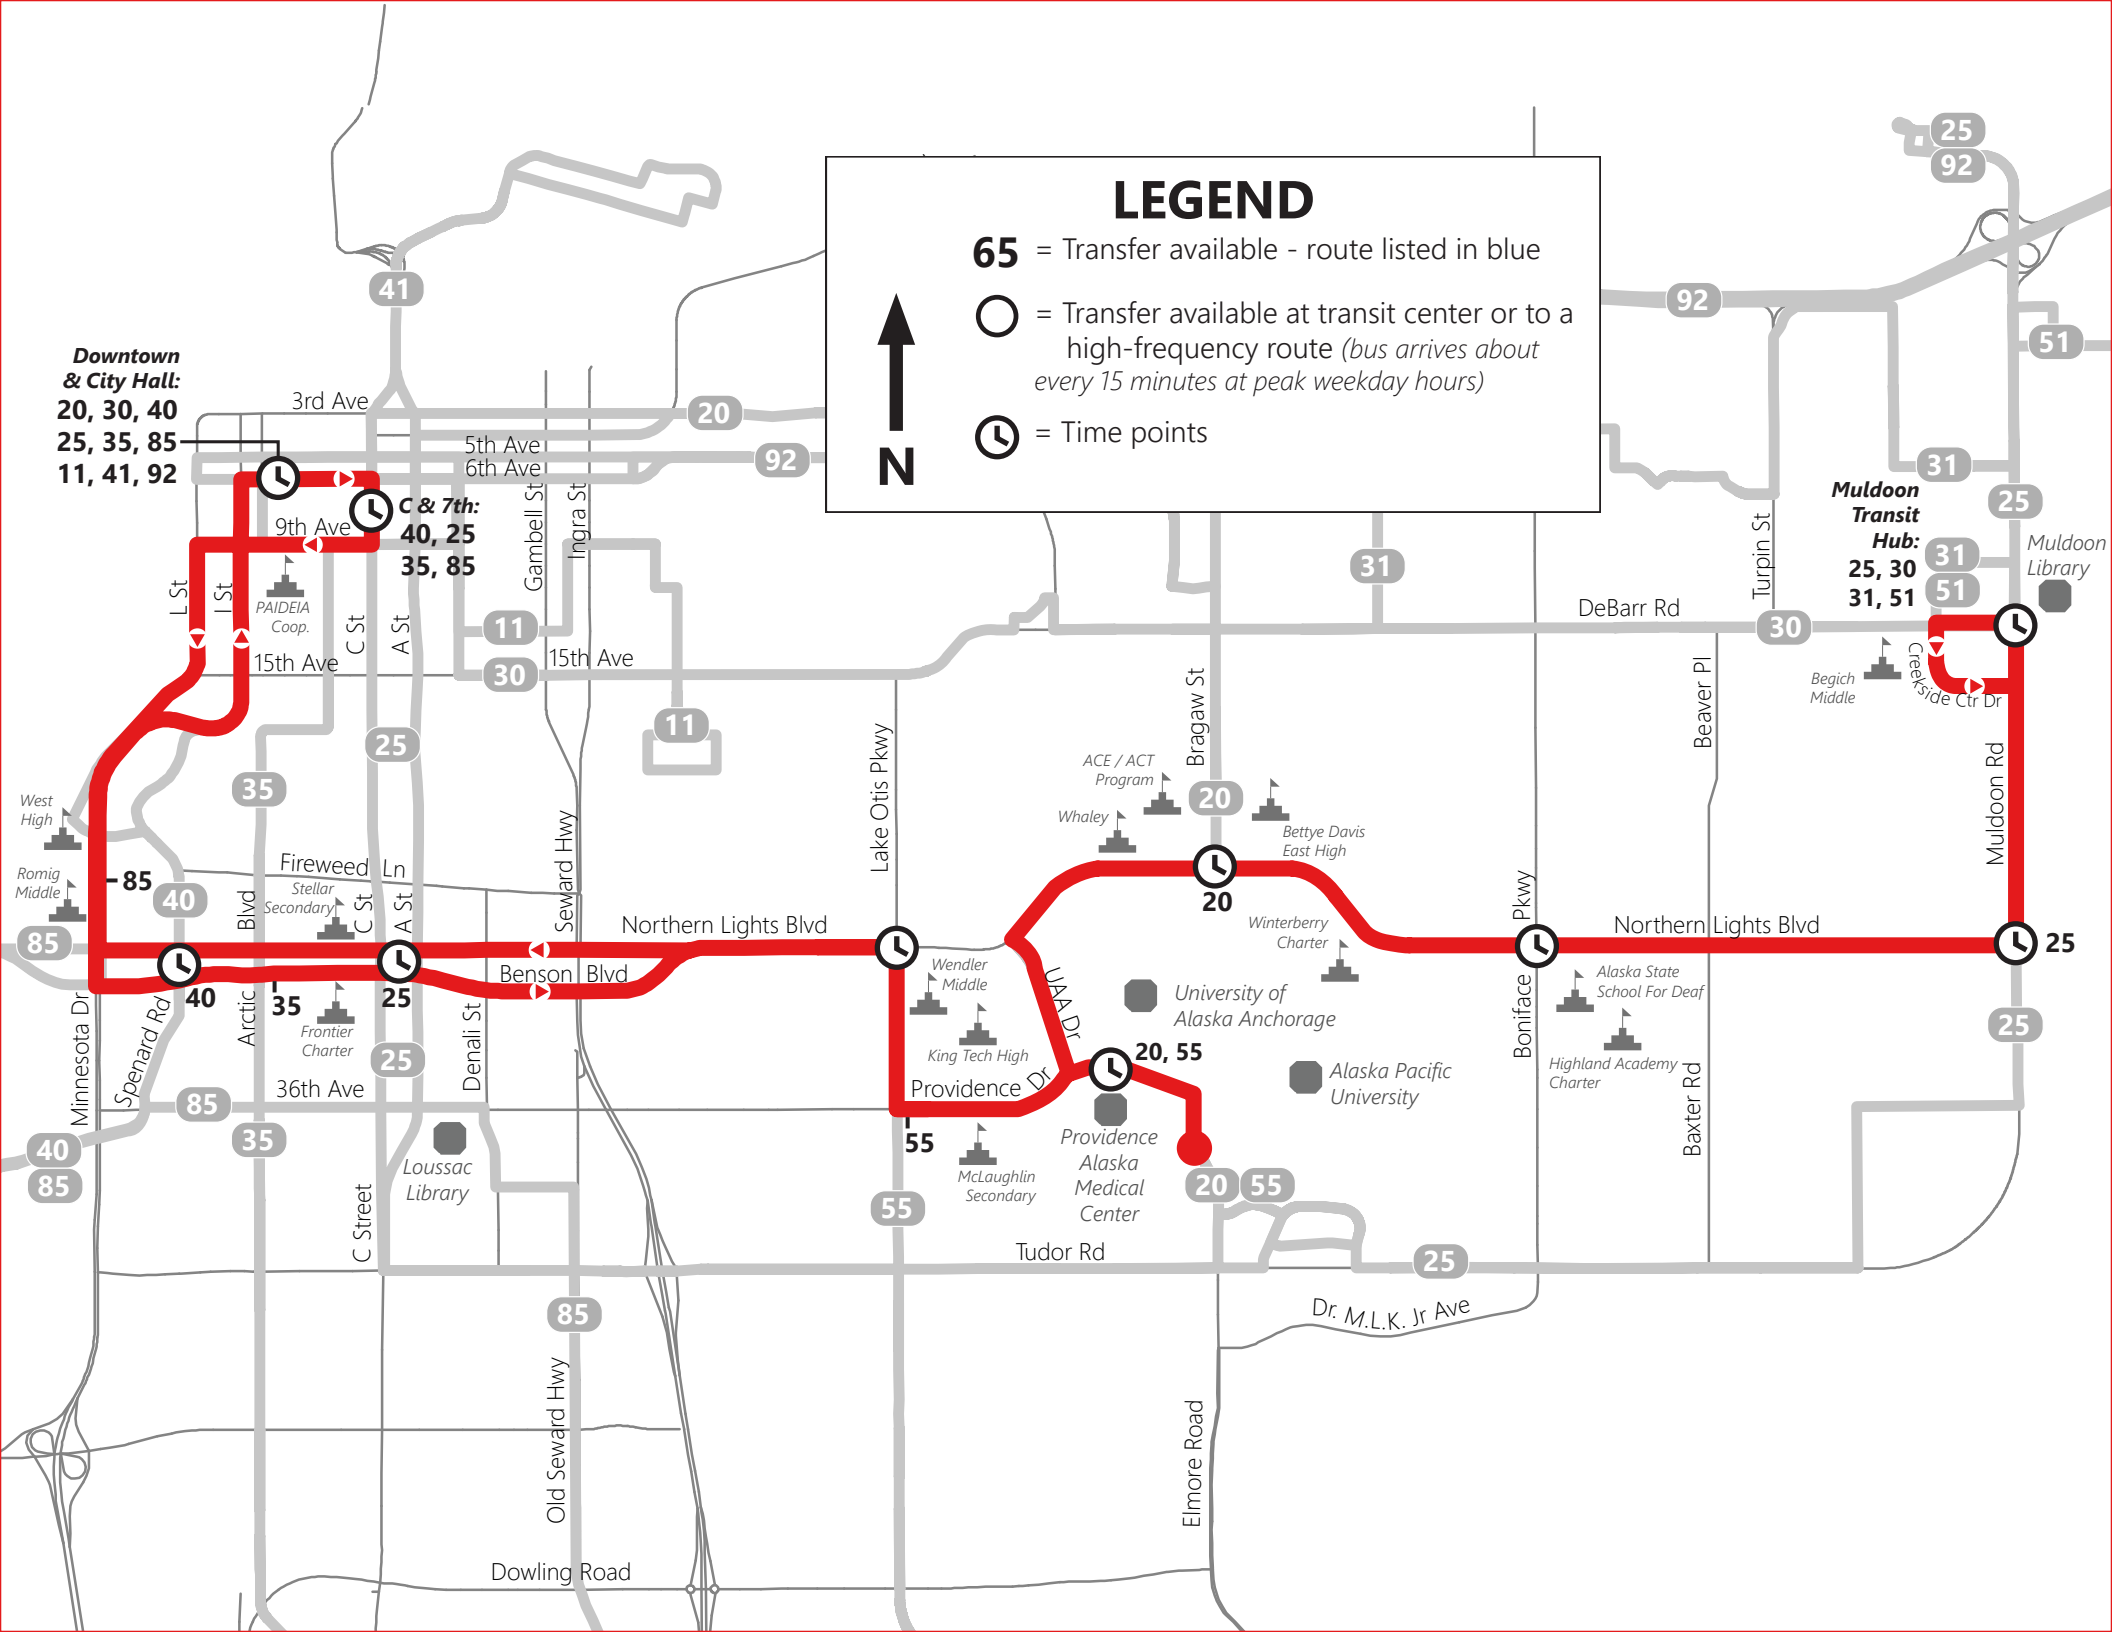 LEGEND
65 = Transfer available - route listed in blue
= Transfer available at transit center or to a
high-frequency route (bus arrives about
every 15 minutes at peak weekday hours)
= Time points
N
25
92
41
92
51
Downtown
& City Hall:
20, 30, 40
25, 35, 85
11, 41, 92
3rd Ave
20
5th Ave
6th Ave
92
31
C & 7th:
40, 25
35, 85
9th Ave
Gambell St
Ingra St
Muldoon
Transit
Hub:
25, 30
31, 51
25
31
51
Muldoon
Library
Turpin St
31
L St
I St
PAIDEIA
Coop.
C St
A St
11
DeBarr Rd
30
15th Ave
15th Ave
30
Begich
Middle
Creekside Ctr Dr
Beaver Pl
Bragaw St
Lake Otis Pkwy
11
25
35
Muldoon Rd
ACE / ACT
Program
20
Whaley
Bettye Davis
East High
West
High
Romig
Middle
85
40
Fireweed Ln
Stellar
Secondary
Blvd
C St
A St
Seward Hwy
20
Winterberry
Charter
Pkwy
85
Northern Lights Blvd
Northern Lights Blvd
25
Benson Blvd
Wendler
Middle
Alaska State
School For Deaf
40
35
25
Frontier
Charter
Arctic
Minnesota Dr
Spenard Rd
Denali St
King Tech High
UAA Dr
University of
Alaska Anchorage
Boniface
Highland Academy
Charter
25
25
20, 55
Providence Dr
Alaska Pacific
University
Baxter Rd
36th Ave
85
35
40
85
Loussac
Library
55
McLaughlin
Secondary
Providence
Alaska
Medical
Center
20
55
55
C Street
Tudor Rd
25
85
Dr. M.L.K. Jr Ave
Old Seward Hwy
Elmore Road
Dowling Road